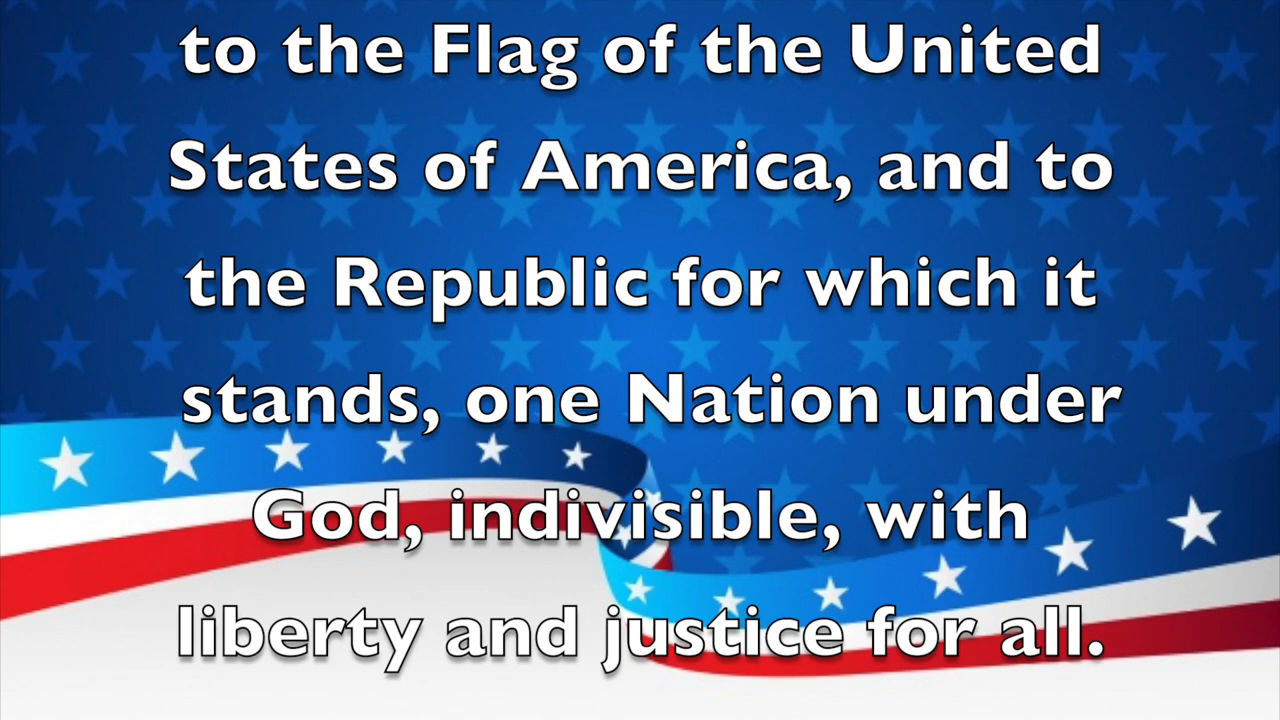 to the Flag of the United
States of America, and to
the Republic for which it
stands, one Nation under
God, indivisible, with
liberty and justice for all.